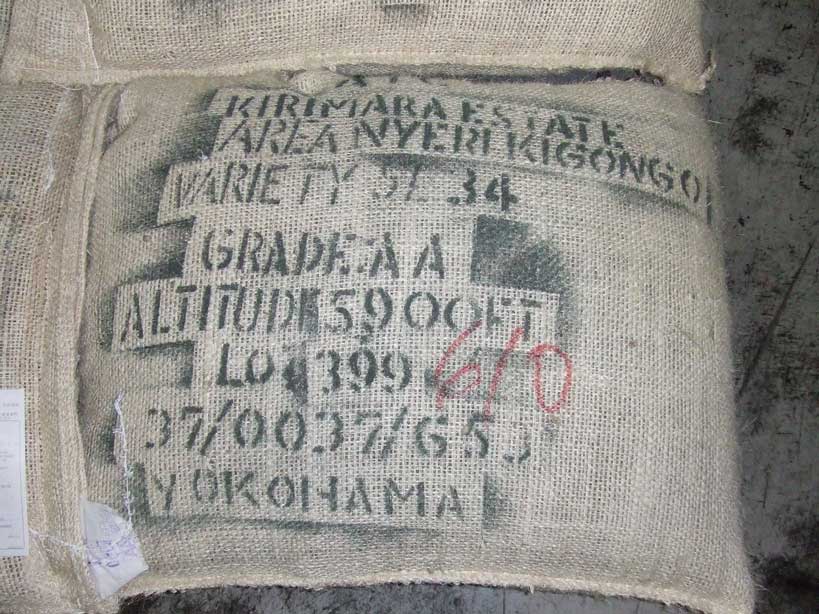 KIRIMARA ESTATE
AREA NYERI KIGONGO
VARIETY SL 34
GRADE:AA
ALTITUDE 5900FT
LOT 399
610
37/0037/653
YOKOHAMA